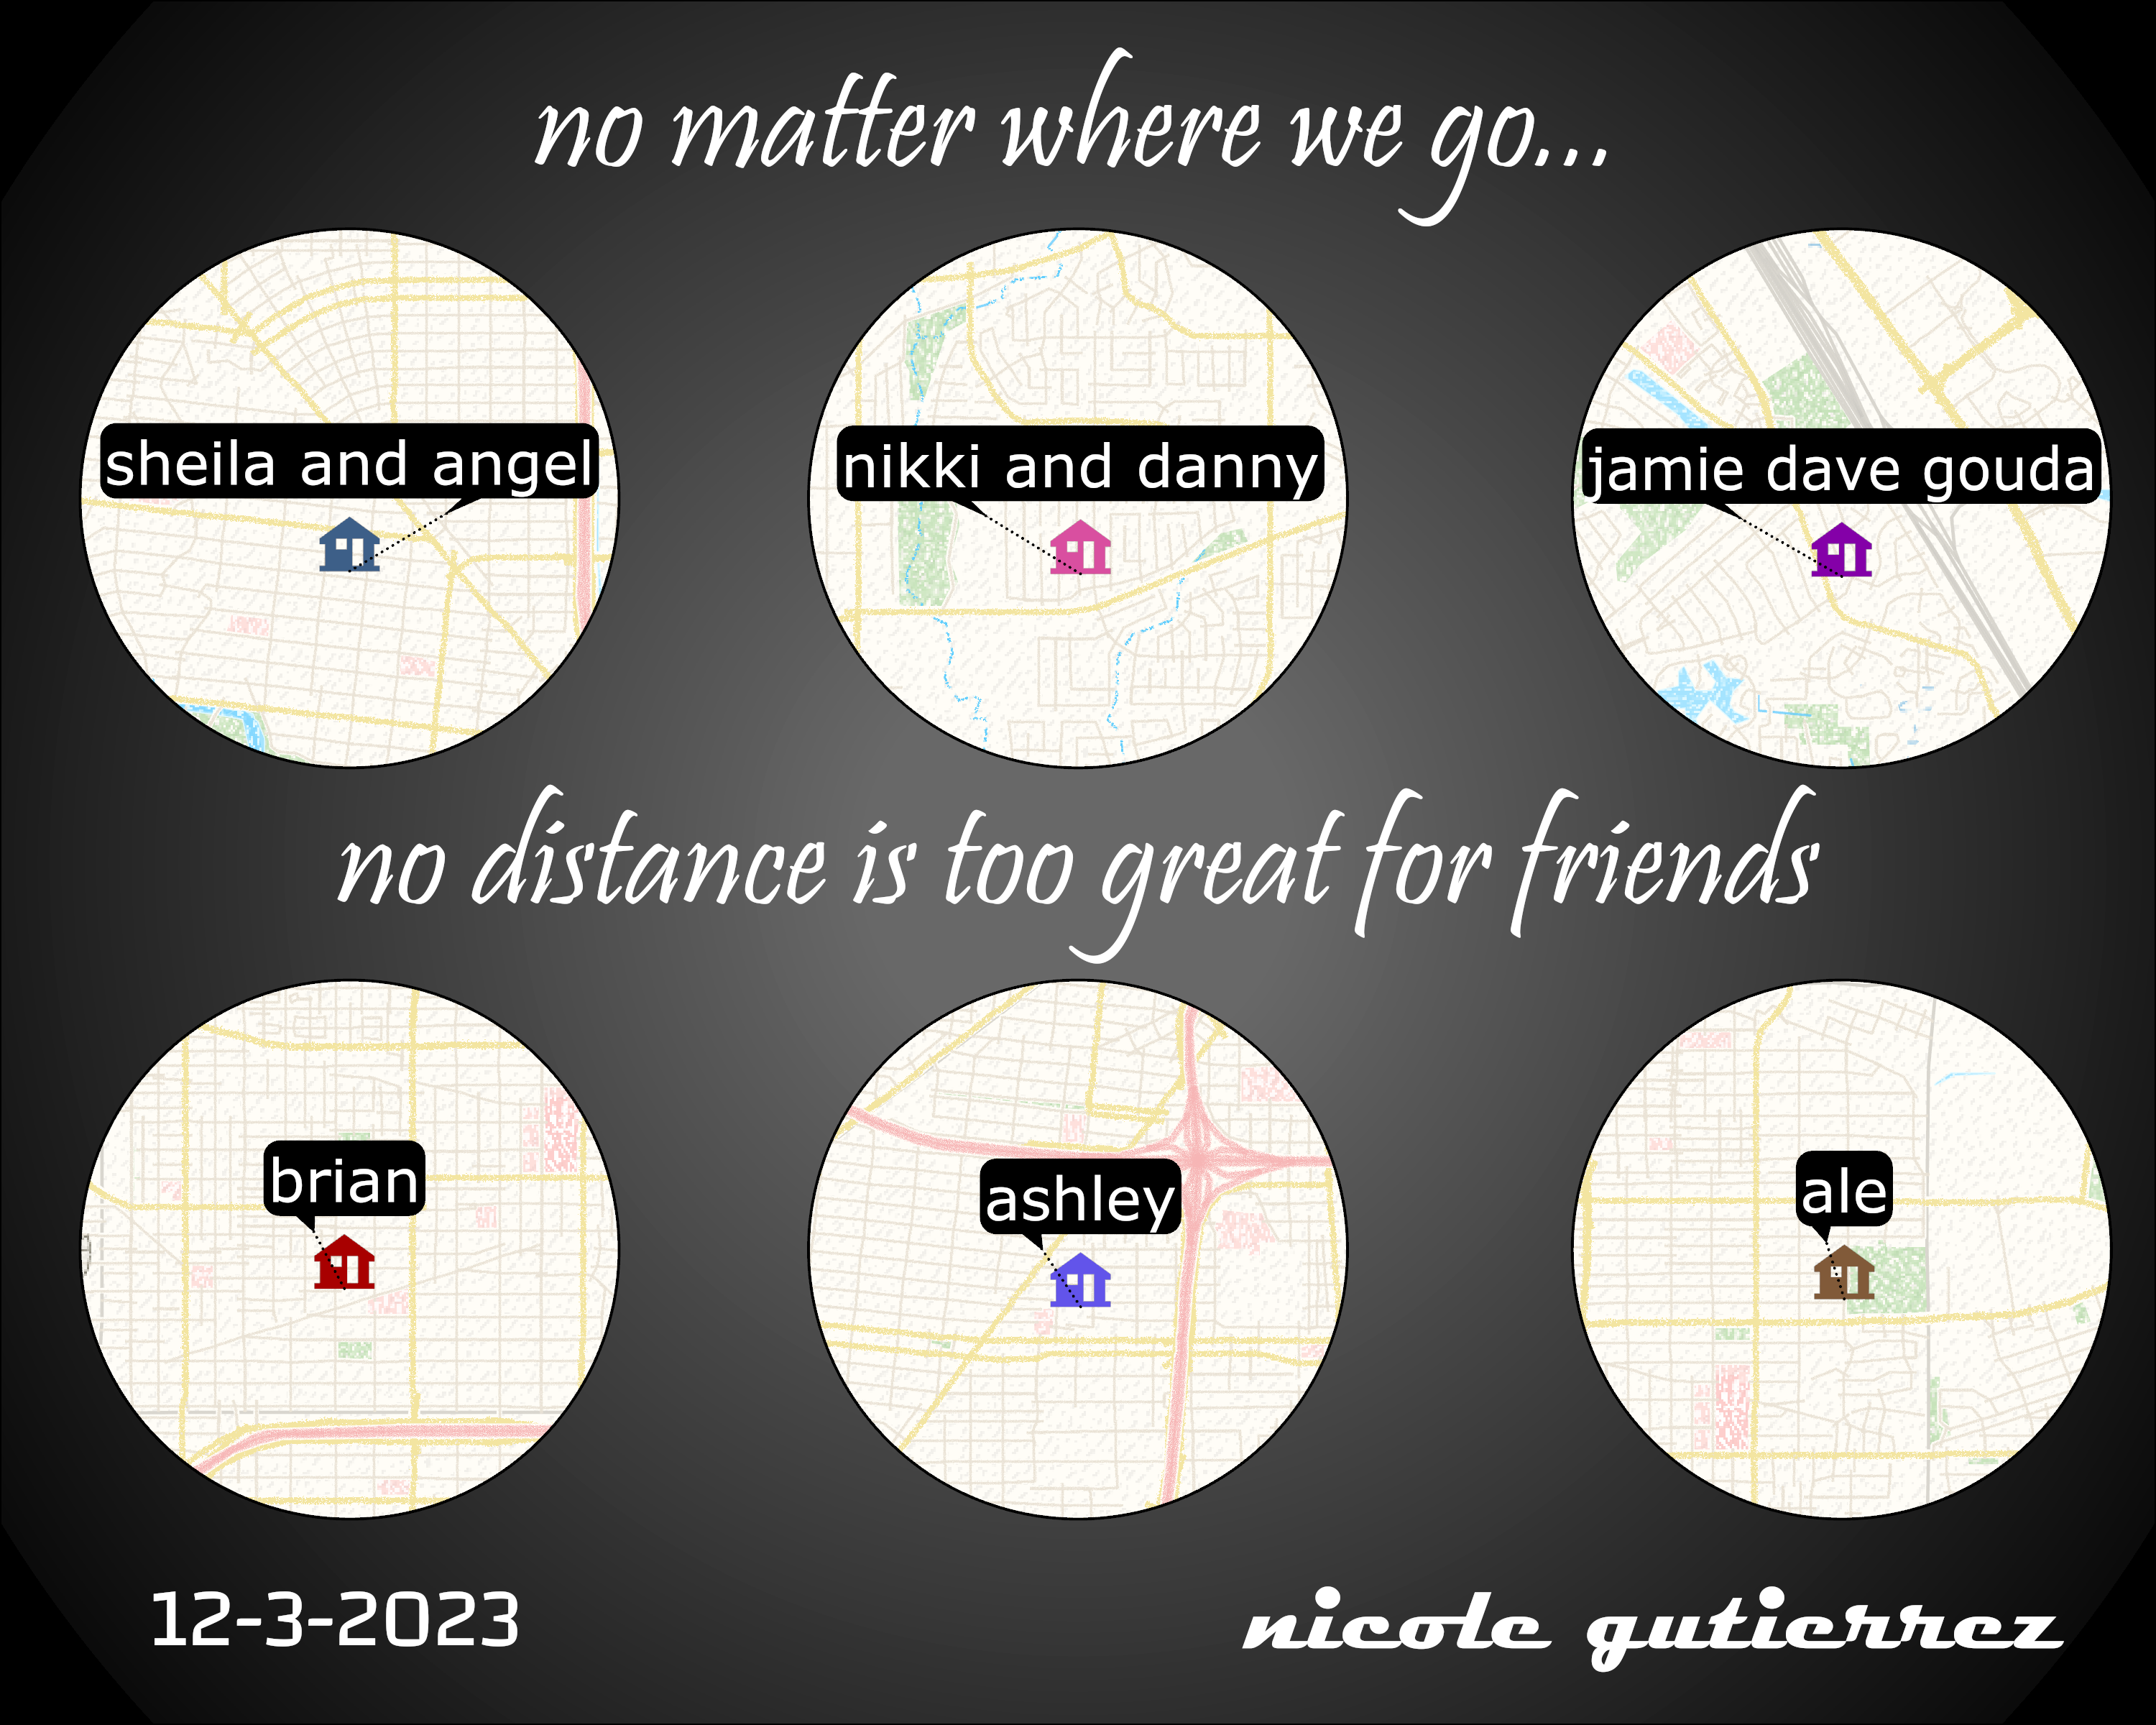 no matter where we go...
sheila and angel
nikki and danny
jamie dave gouda
no distance is too great for friends
brian
ashley
ale
12-3-2023
nicole gutierrez